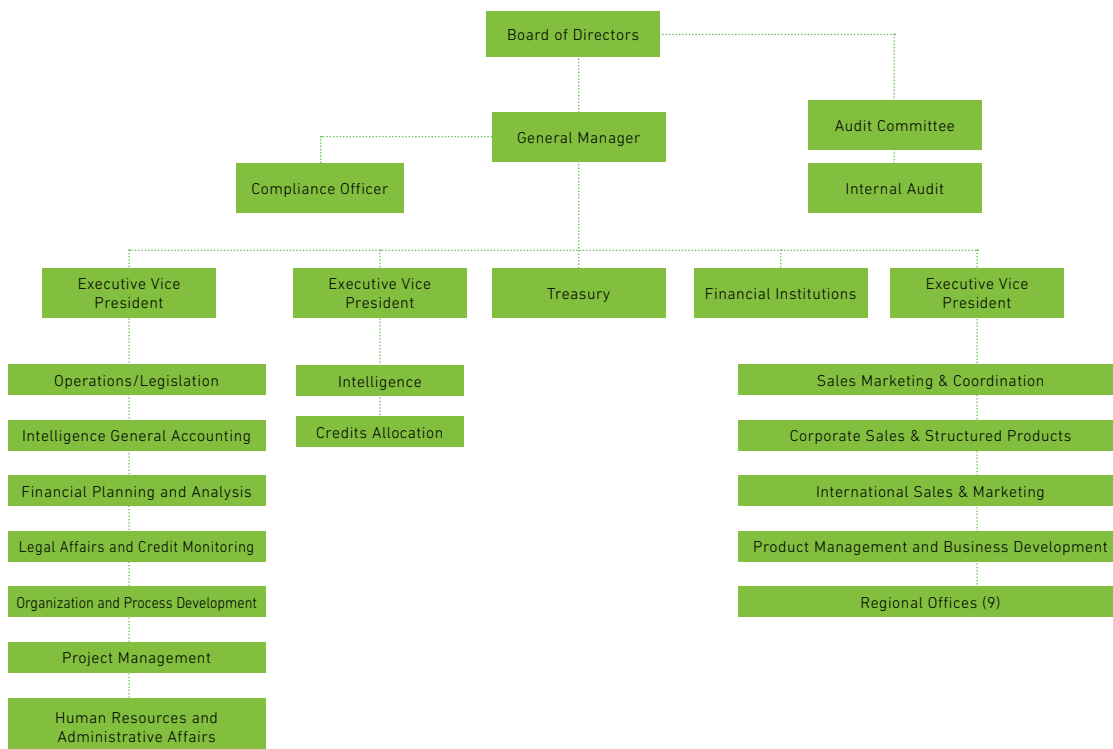 Board of Directors
Audit Committee
General Manager
Compliance Officer
Internal Audit
Executive Vice
President
Executive Vice
President
Treasury
Financial Institutions
Executive Vice
President
Operations/Legislation
Intelligence General Accounting
Financial Planning and Analysis
Legal Affairs and Credit Monitoring
Organization and Process Development
Project Management
Human Resources and
Administrative Affairs
Intelligence
Credits Allocation
Sales Marketing & Coordination
Corporate Sales & Structured Products
International Sales & Marketing
Product Management and Business Development
Regional Offices (9)